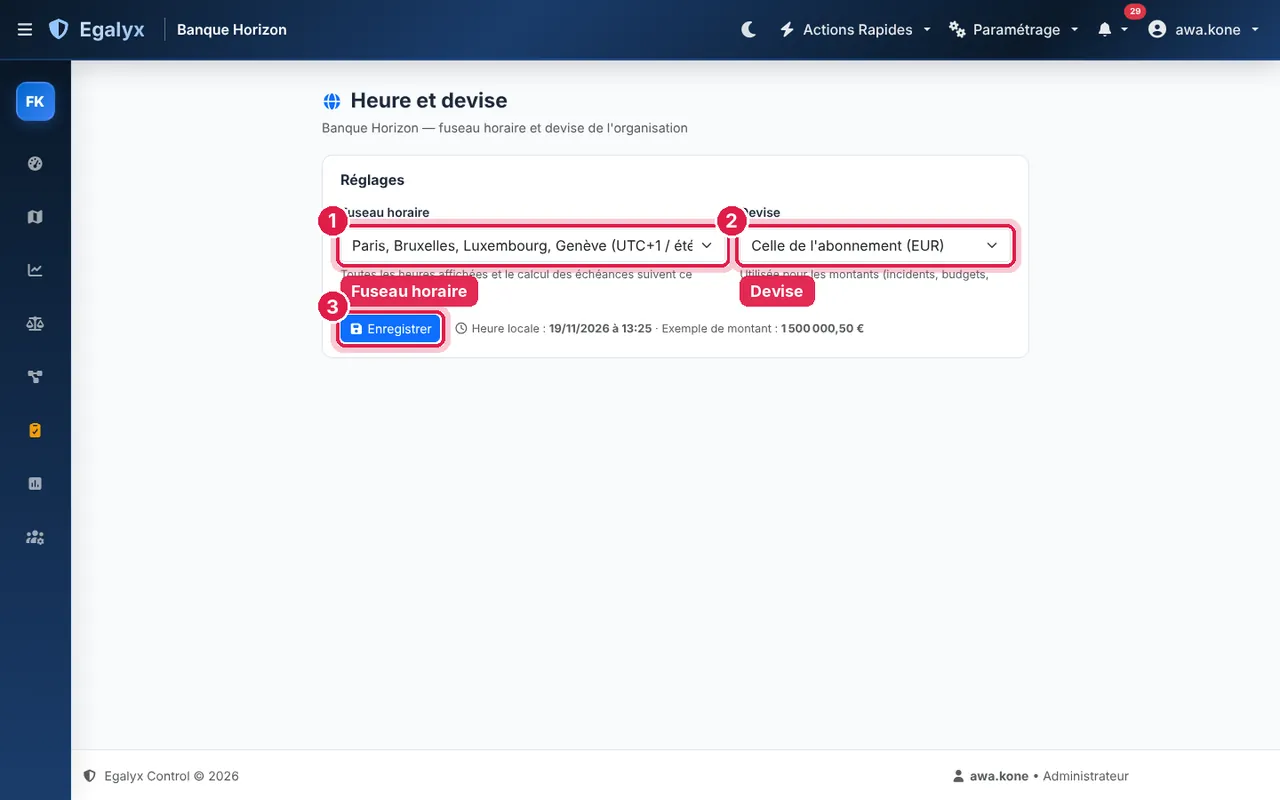 Egalyx
Banque Horizon
Actions Rapides
Paramétrage
29
awa.kone
FK
Heure et devise
Banque Horizon — fuseau horaire et devise de l'organisation
Réglages
1
Fuseau horaire
2
Devise
Paris, Bruxelles, Luxembourg, Genève (UTC+1 / été
Celle de l'abonnement (EUR)
Toutes les heures affichées et le calcul des échéances suivent ce
Utilisée pour les montants (incidents, budgets,
Fuseau horaire
Devise
3
Enregistrer
Heure locale : 19/11/2026 à 13:25 · Exemple de montant : 1 500 000,50 €
Egalyx Control © 2026
awa.kone • Administrateur